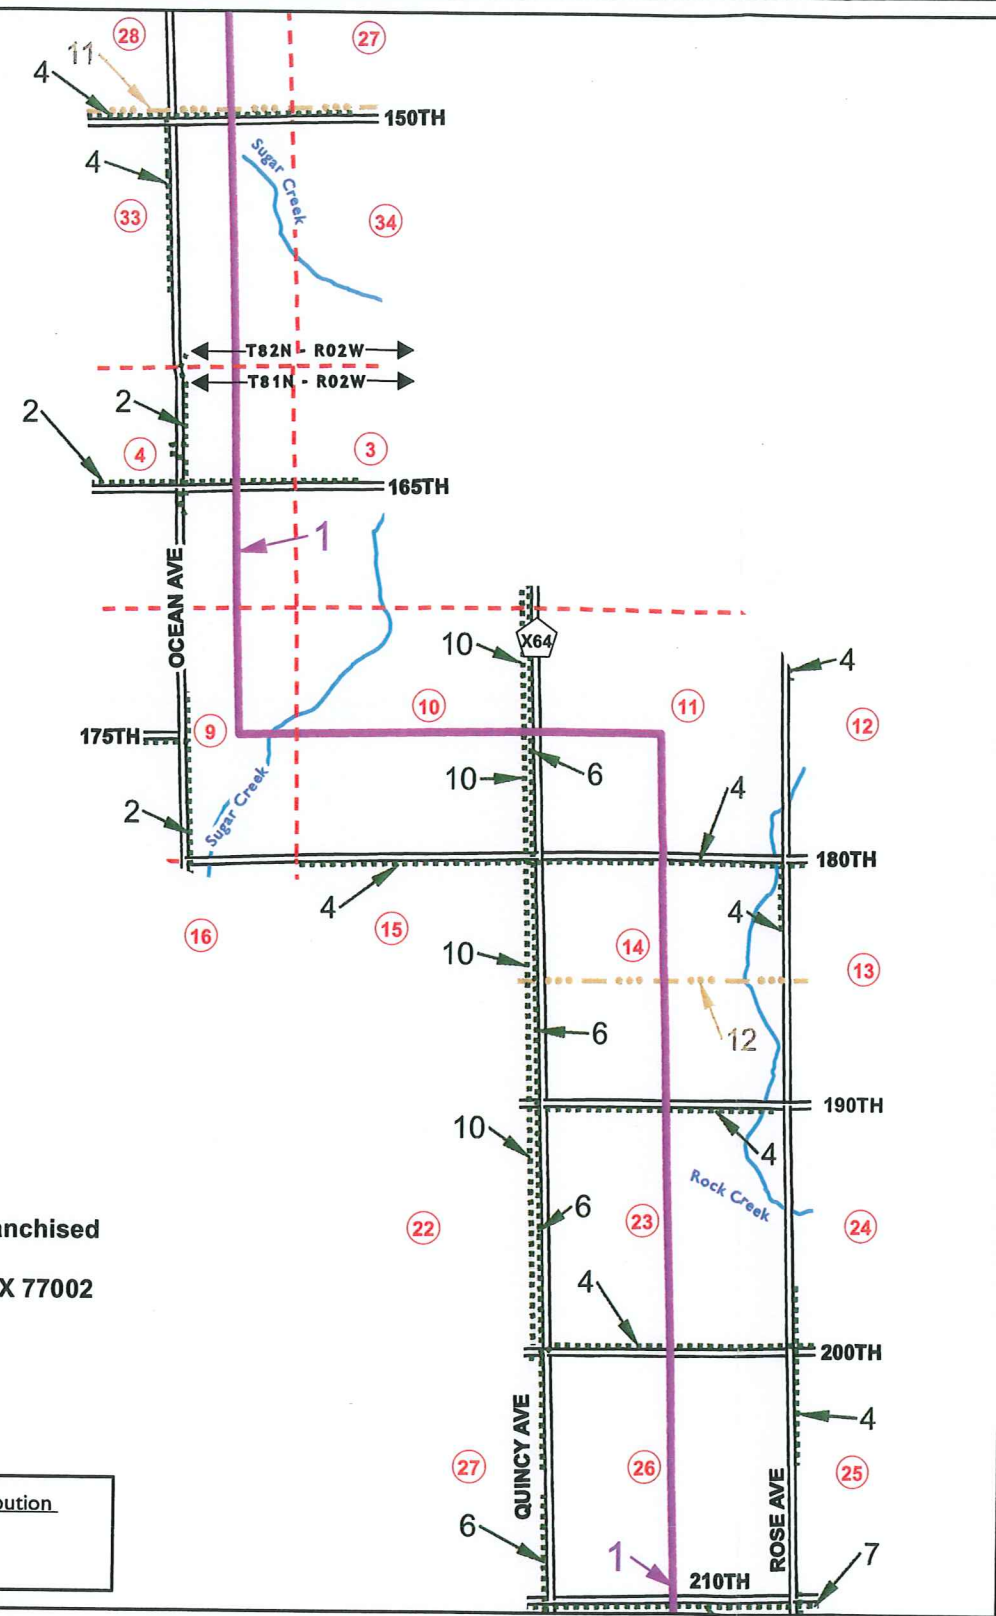 28
27
11
4
150TH
Sugar Creek
4
33
34
T82N - R02W
T81N - R02W
2
2
4
3
165TH
1
OCEAN AVE
10
X64
4
10
11
12
175TH
9
10
6
4
2
Sugar Creek
180TH
4
4
16
15
14
13
10
6
12
190TH
10
4
Rock Creek
6
22
23
24
anchised
X 77002
4
200TH
4
QUINCY AVE
27
26
25
ROSE AVE
bution
6
1
210TH
7